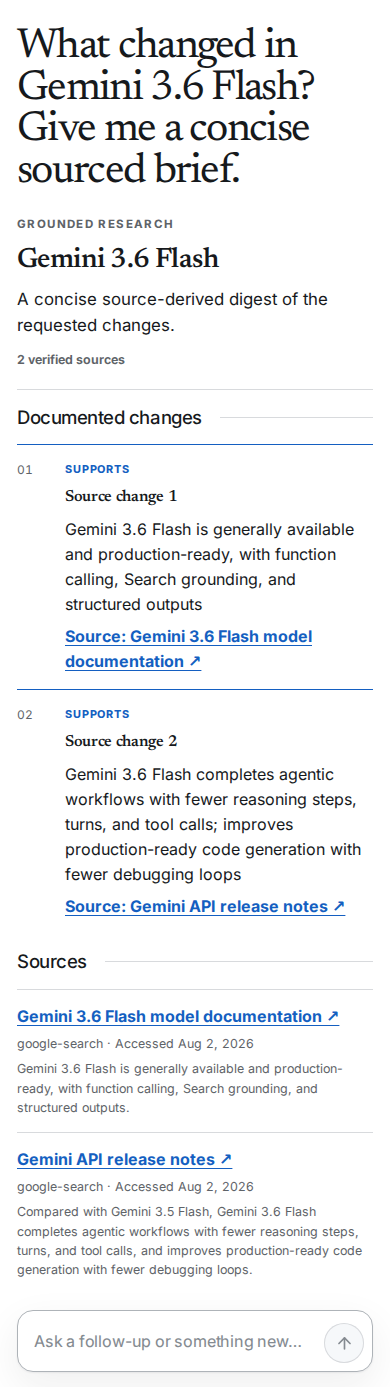 What changed in
Gemini 3.6 Flash?
Give me a concise
sourced brief.
GROUNDED RESEARCH
Gemini 3.6 Flash
A concise source-derived digest of the
requested changes.
2 verified sources
Documented changes
01
SUPPORTS
Source change 1
Gemini 3.6 Flash is generally available
and production-ready, with function
calling, Search grounding, and
structured outputs
Source: Gemini 3.6 Flash model
documentation ↗
02
SUPPORTS
Source change 2
Gemini 3.6 Flash completes agentic
workflows with fewer reasoning steps,
turns, and tool calls; improves
production-ready code generation with
fewer debugging loops
Source: Gemini API release notes ↗
Sources
Gemini 3.6 Flash model documentation ↗
google-search · Accessed Aug 2, 2026
Gemini 3.6 Flash is generally available and production-
ready, with function calling, Search grounding, and
structured outputs.
Gemini API release notes ↗
google-search · Accessed Aug 2, 2026
Compared with Gemini 3.5 Flash, Gemini 3.6 Flash
completes agentic workflows with fewer reasoning steps,
turns, and tool calls, and improves production-ready code
generation with fewer debugging loops.
Ask a follow-up or something new...